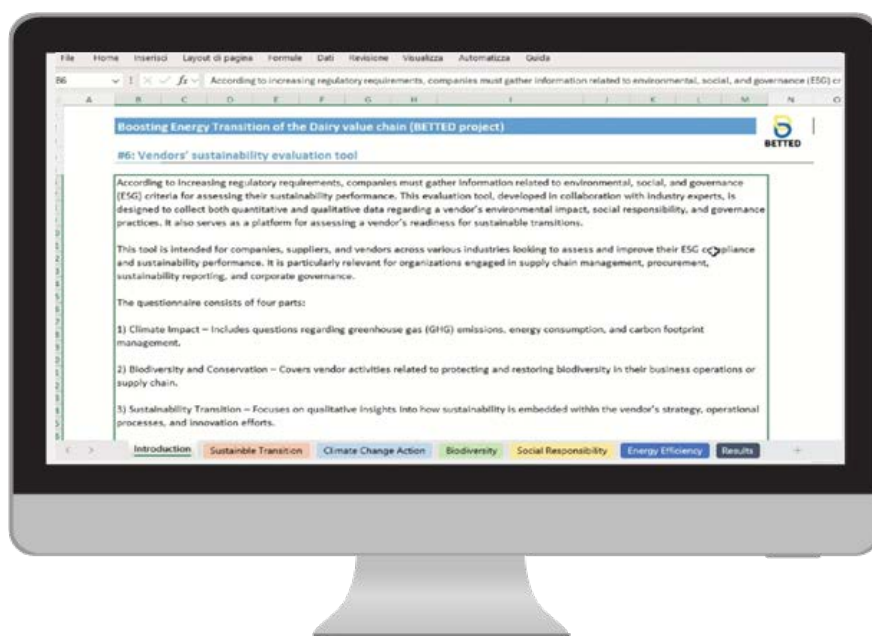 File Home Inserisci Layout di pagina Formule Dati Revisione Visualizza Automatizza Guida
B6 fx According to increasing regulatory requirements, companies must gather information related to environmental, social, and governance (ESG) cr
A B C D E F G H I J K L M N O
Boosting Energy Transition of the Dairy value chain (BETTED project)
BETTED
#6: Vendors' sustainability evaluation tool
According to increasing regulatory requirements, companies must gather information related to environmental, social, and governance
(ESG) criteria for assessing their sustainability performance. This evaluation tool, developed in collaboration with industry experts, is
designed to collect both quantitative and qualitative data regarding a vendor's environmental impact, social responsibility, and governance
practices. It also serves as a platform for assessing a vendor's readiness for sustainable transitions.
This tool is intended for companies, suppliers, and vendors across various industries looking to assess and improve their ESG compliance
and sustainability performance. It is particularly relevant for organizations engaged in supply chain management, procurement,
sustainability reporting, and corporate governance.
The questionnaire consists of four parts:
1) Climate Impact – Includes questions regarding greenhouse gas (GHG) emissions, energy consumption, and carbon footprint
management.
2) Biodiversity and Conservation – Covers vendor activities related to protecting and restoring biodiversity in their business operations or
supply chain.
3) Sustainability Transition – Focuses on qualitative insights into how sustainability is embedded within the vendor's strategy, operational
processes, and innovation efforts.
Introduction Sustainble Transition Climate Change Action Biodiversity Social Responsibility Energy Efficiency Results